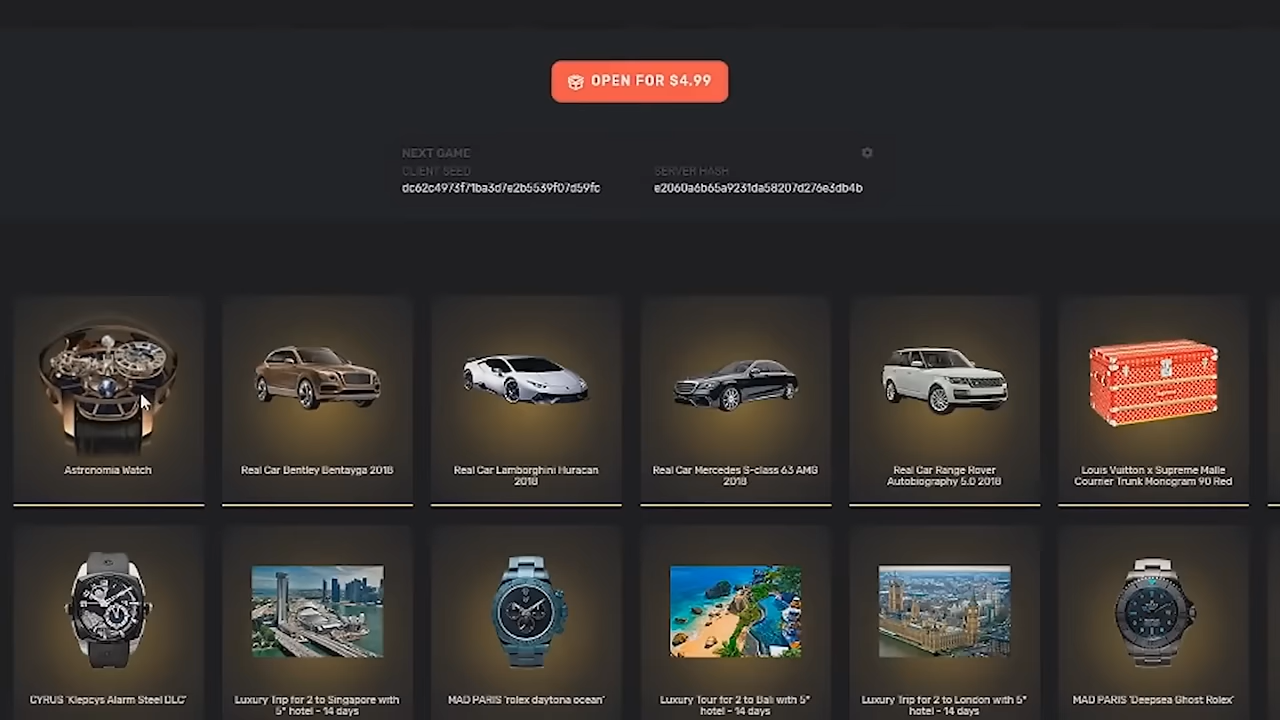 OPEN FOR $4.99
NEXT GAME
CLIENT SEED
SERVER HASH
dc62c4973f71ba3d7e2b5539f07d59fc
e2060a6b65a9231da58207d276e3db4b
Astronomia Watch
Real Car Bentley Bentayga 2018
Real Car Lamborghini Huracan
2018
Real Car Mercedes S-class 63 AMG
2018
Real Car Range Rover
Autobiography 5.0 2018
Louis Vuitton x Supreme Malle
Courrier Trunk Monogram 90 Red
CYRUS 'Klepcys Alarm Steel DLC'
Luxury Trip for 2 to Singapore with
5* hotel - 14 days
MAD PARIS 'rolex daytona ocean'
Luxury Tour for 2 to Bali with 5*
hotel - 14 days
Luxury Trip for 2 to London with 5*
hotel - 14 days
MAD PARIS 'Deepsea Ghost Rolex'